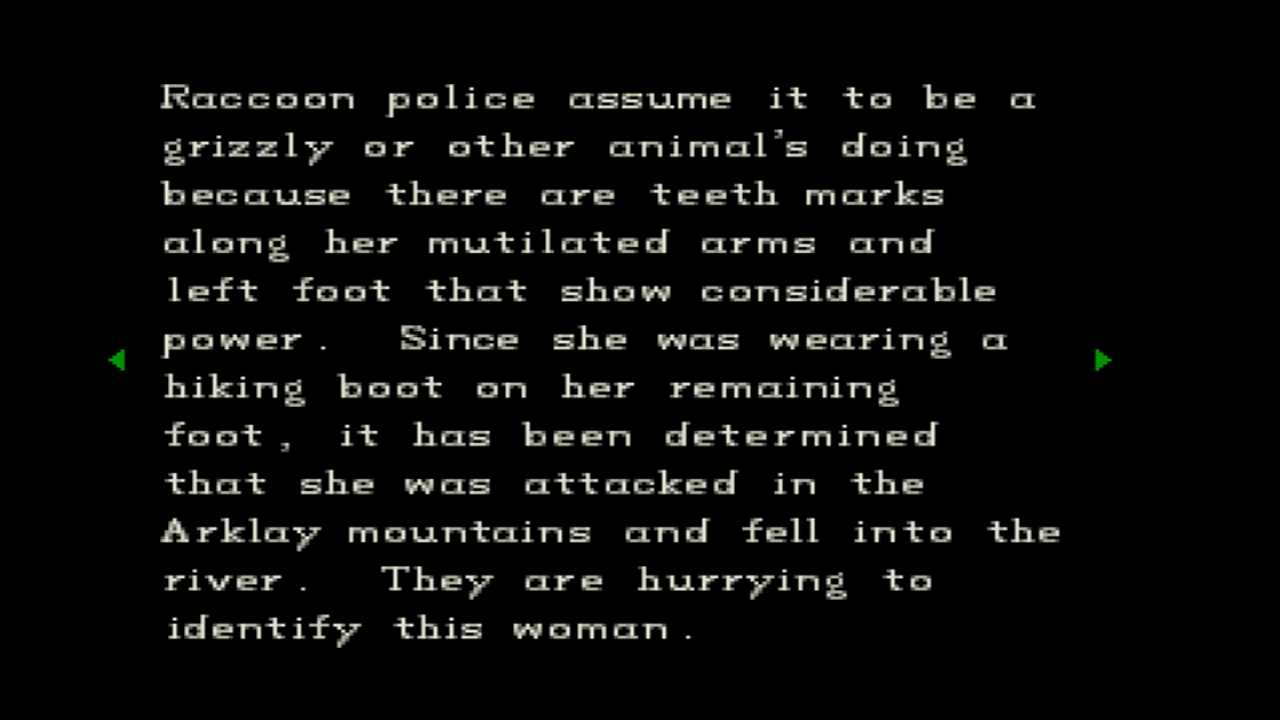 Raccoon police assume it to be a
grizzly or other animal's doing
because there are teeth marks
along her mutilated arms and
left foot that show considerable
power. Since she was wearing a
hiking boot on her remaining
foot, it has been determined
that she was attacked in the
Arklay mountains and fell into the
river. They are hurrying to
identify this woman.